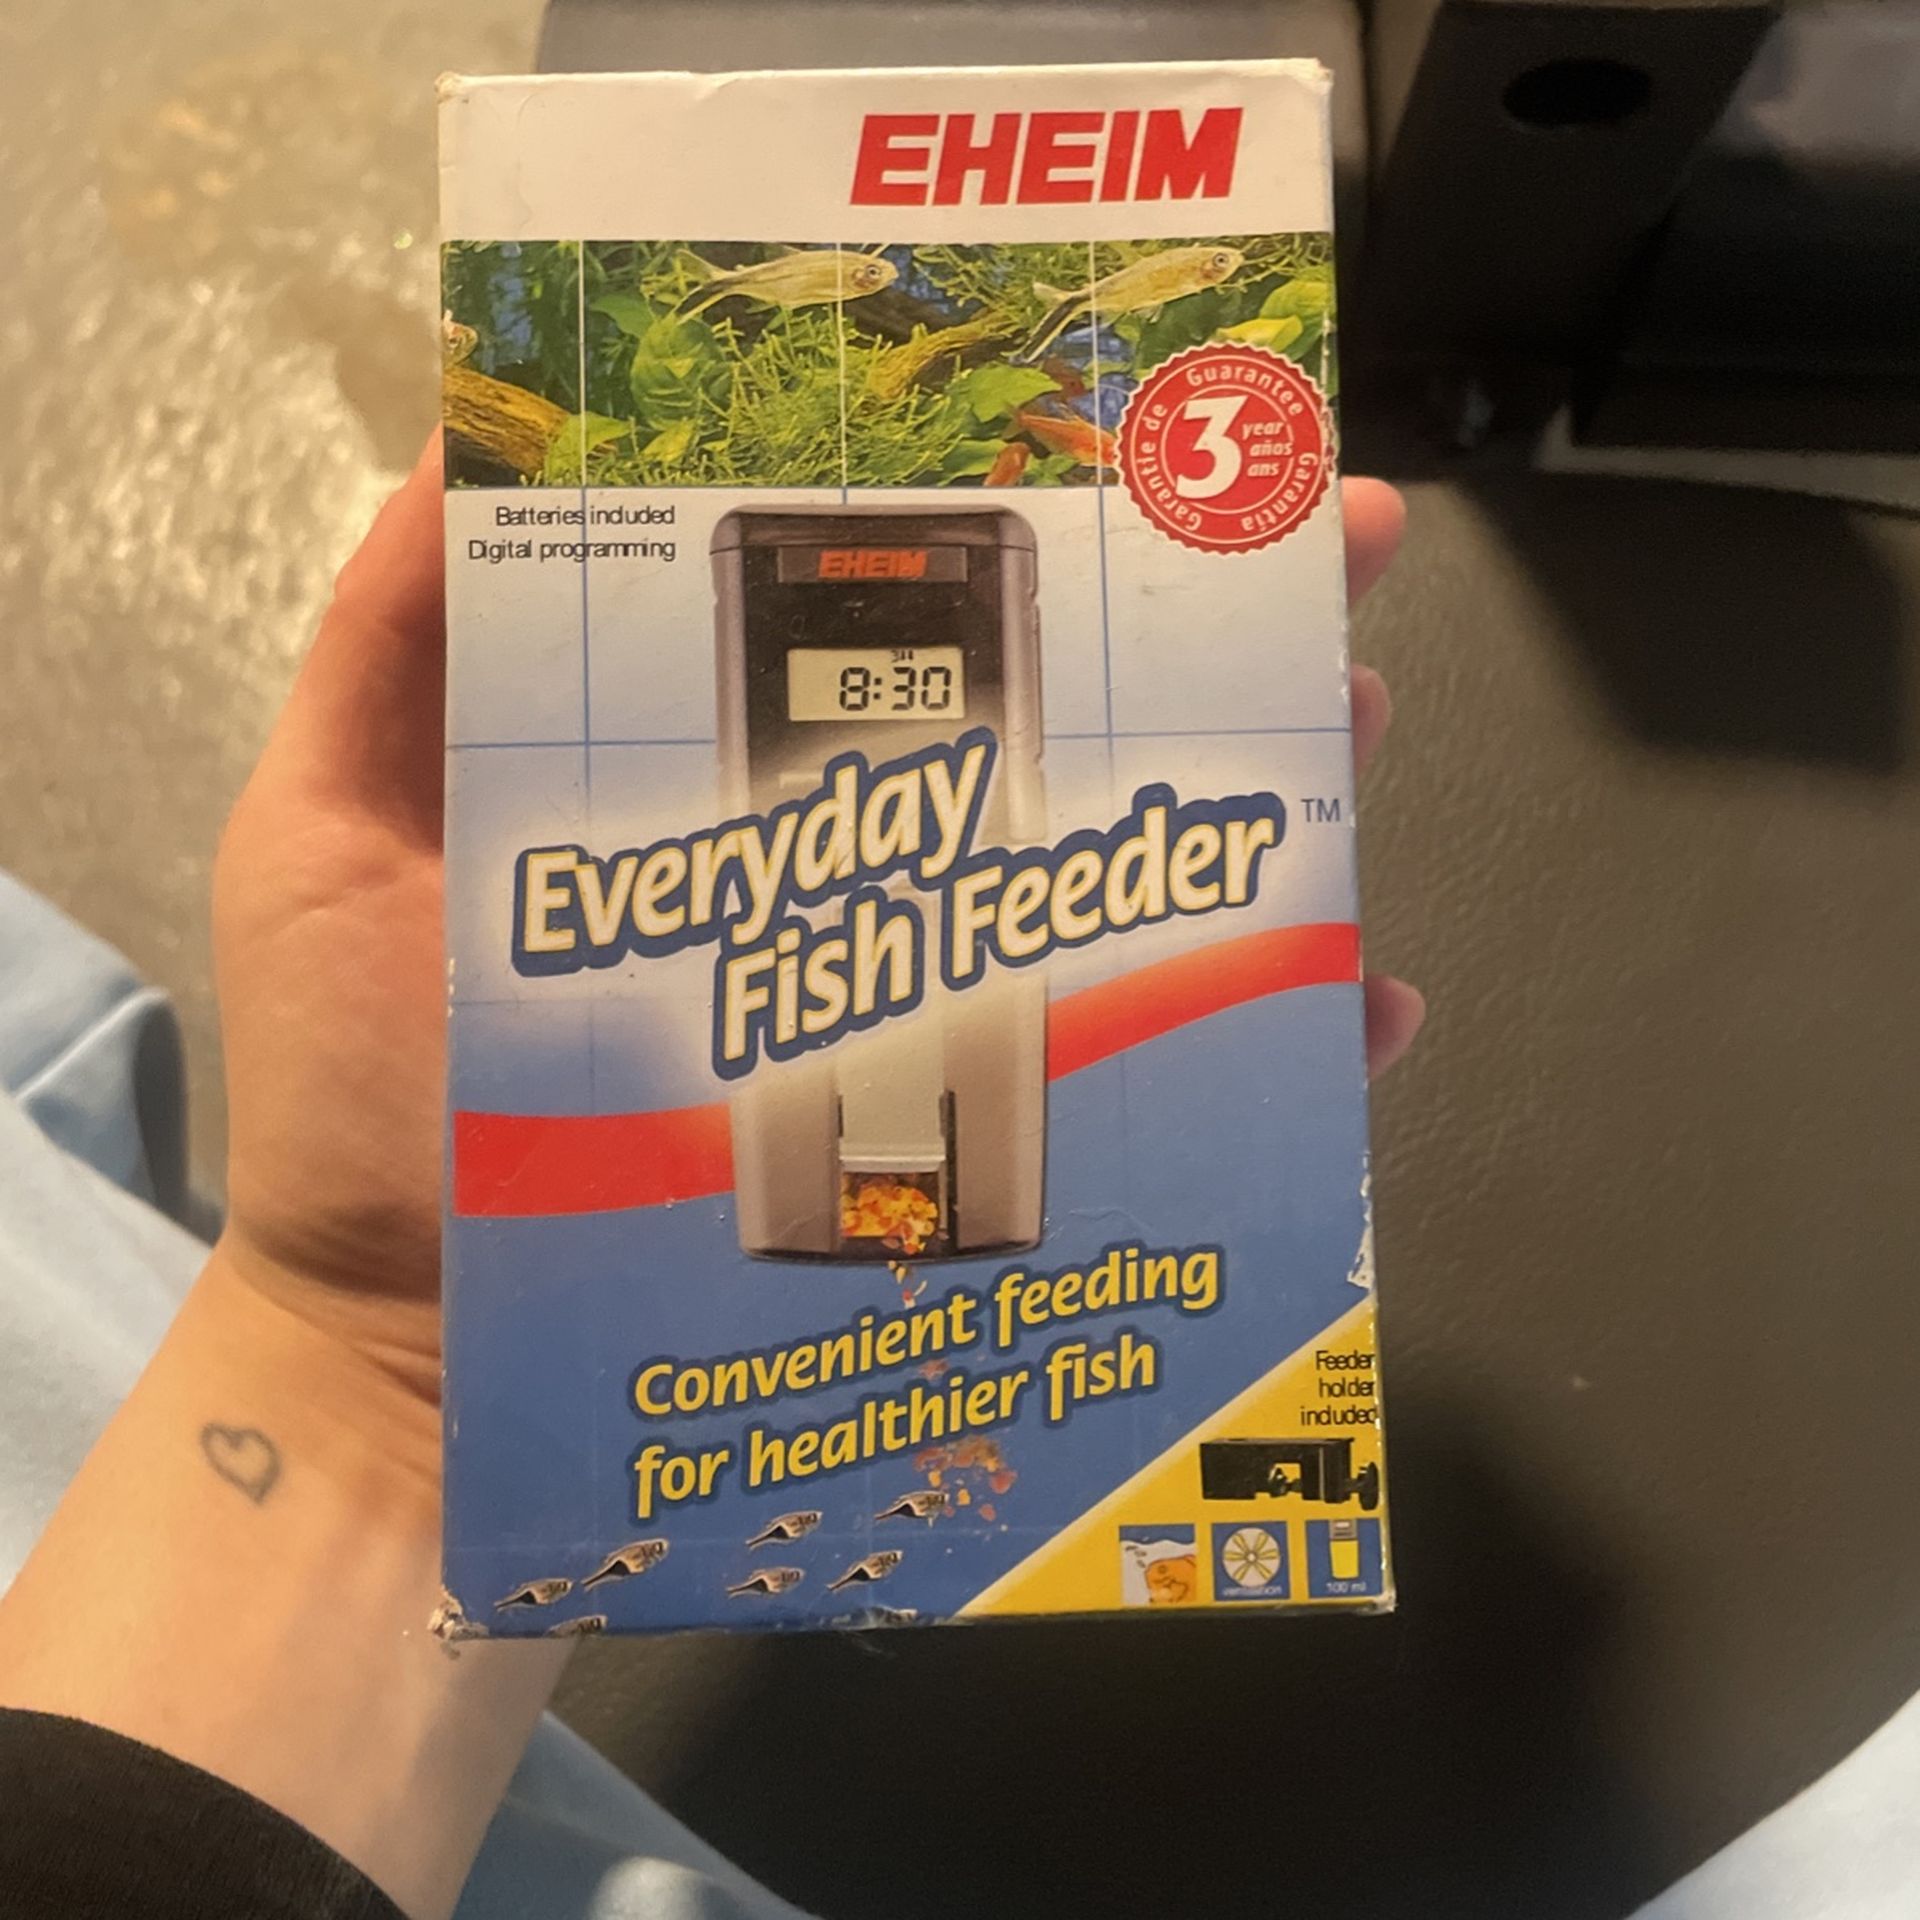 EHEIM
Guarantee
Garantie de
Garantía
3
year
años
ans
Batteries included
Digital programming
EHEIM
8:30
Everyday
Fish Feeder
TM
Convenient feeding
for healthier fish
Feeder
holder
included
ventilation
100 ml